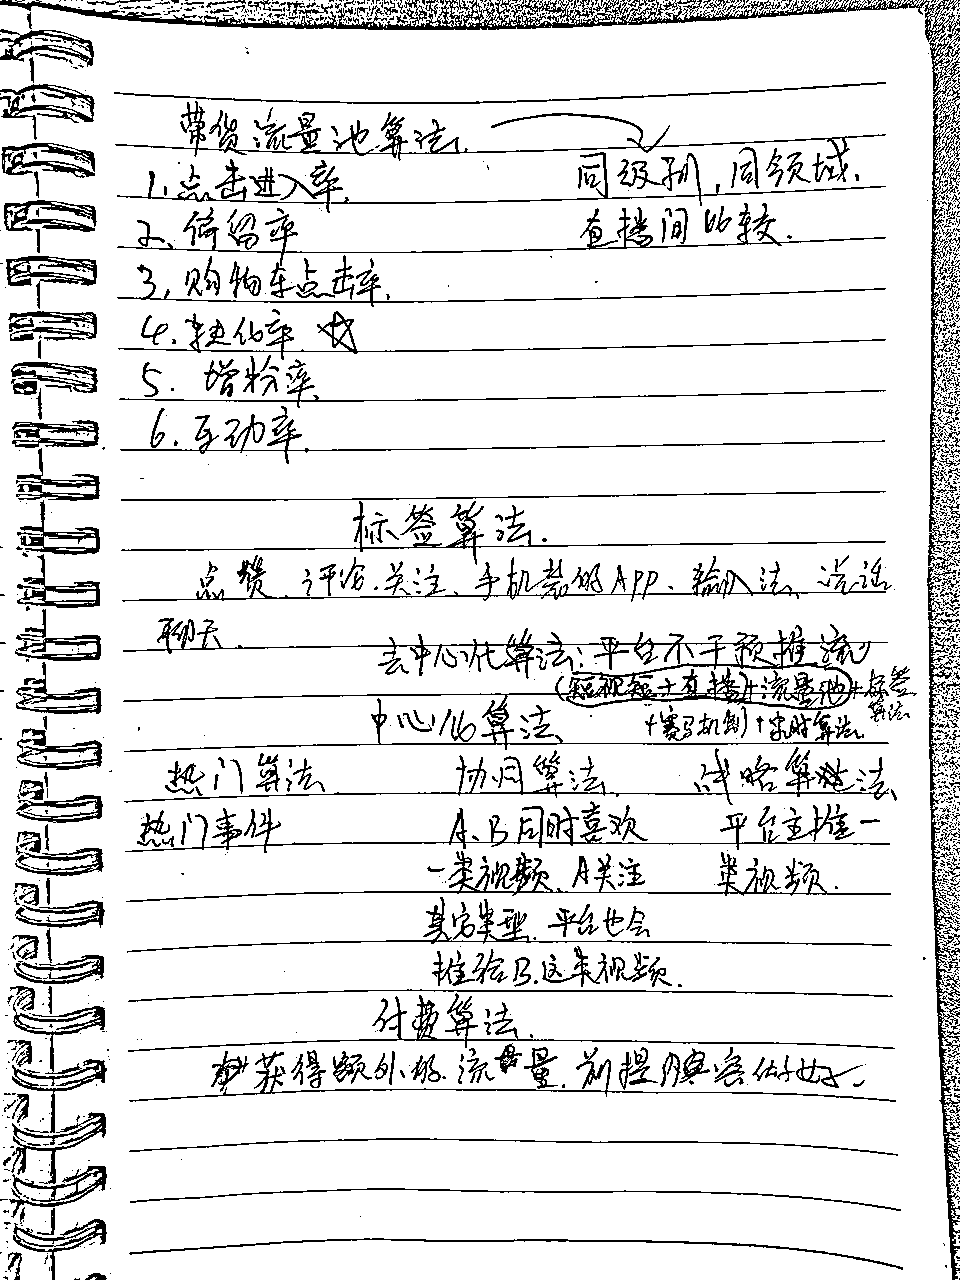 带货流量池算法.
同级别,同领域.
直播间比较.
1.点击进入率.
2、停留率
3,购物车点击率.
4.转化率.☆
5.增粉率.
6.互动率.
标签算法.
点赞、评论.关注、手机装的APP、输入法、说话
聊天.
去中心化算法:平台不干预推流
(短视频+直播)+流量池+标签算法
+(赛马机制)+实时算法.
中心化算法
热门算法
热门事件
协同算法.
A、B同时喜欢
一类视频、A关注
其它类型.平台也会
推给B.这类视频.
战略算法
平台主推一
类视频.
付费算法.
获得额外的流量.前提内容做好.